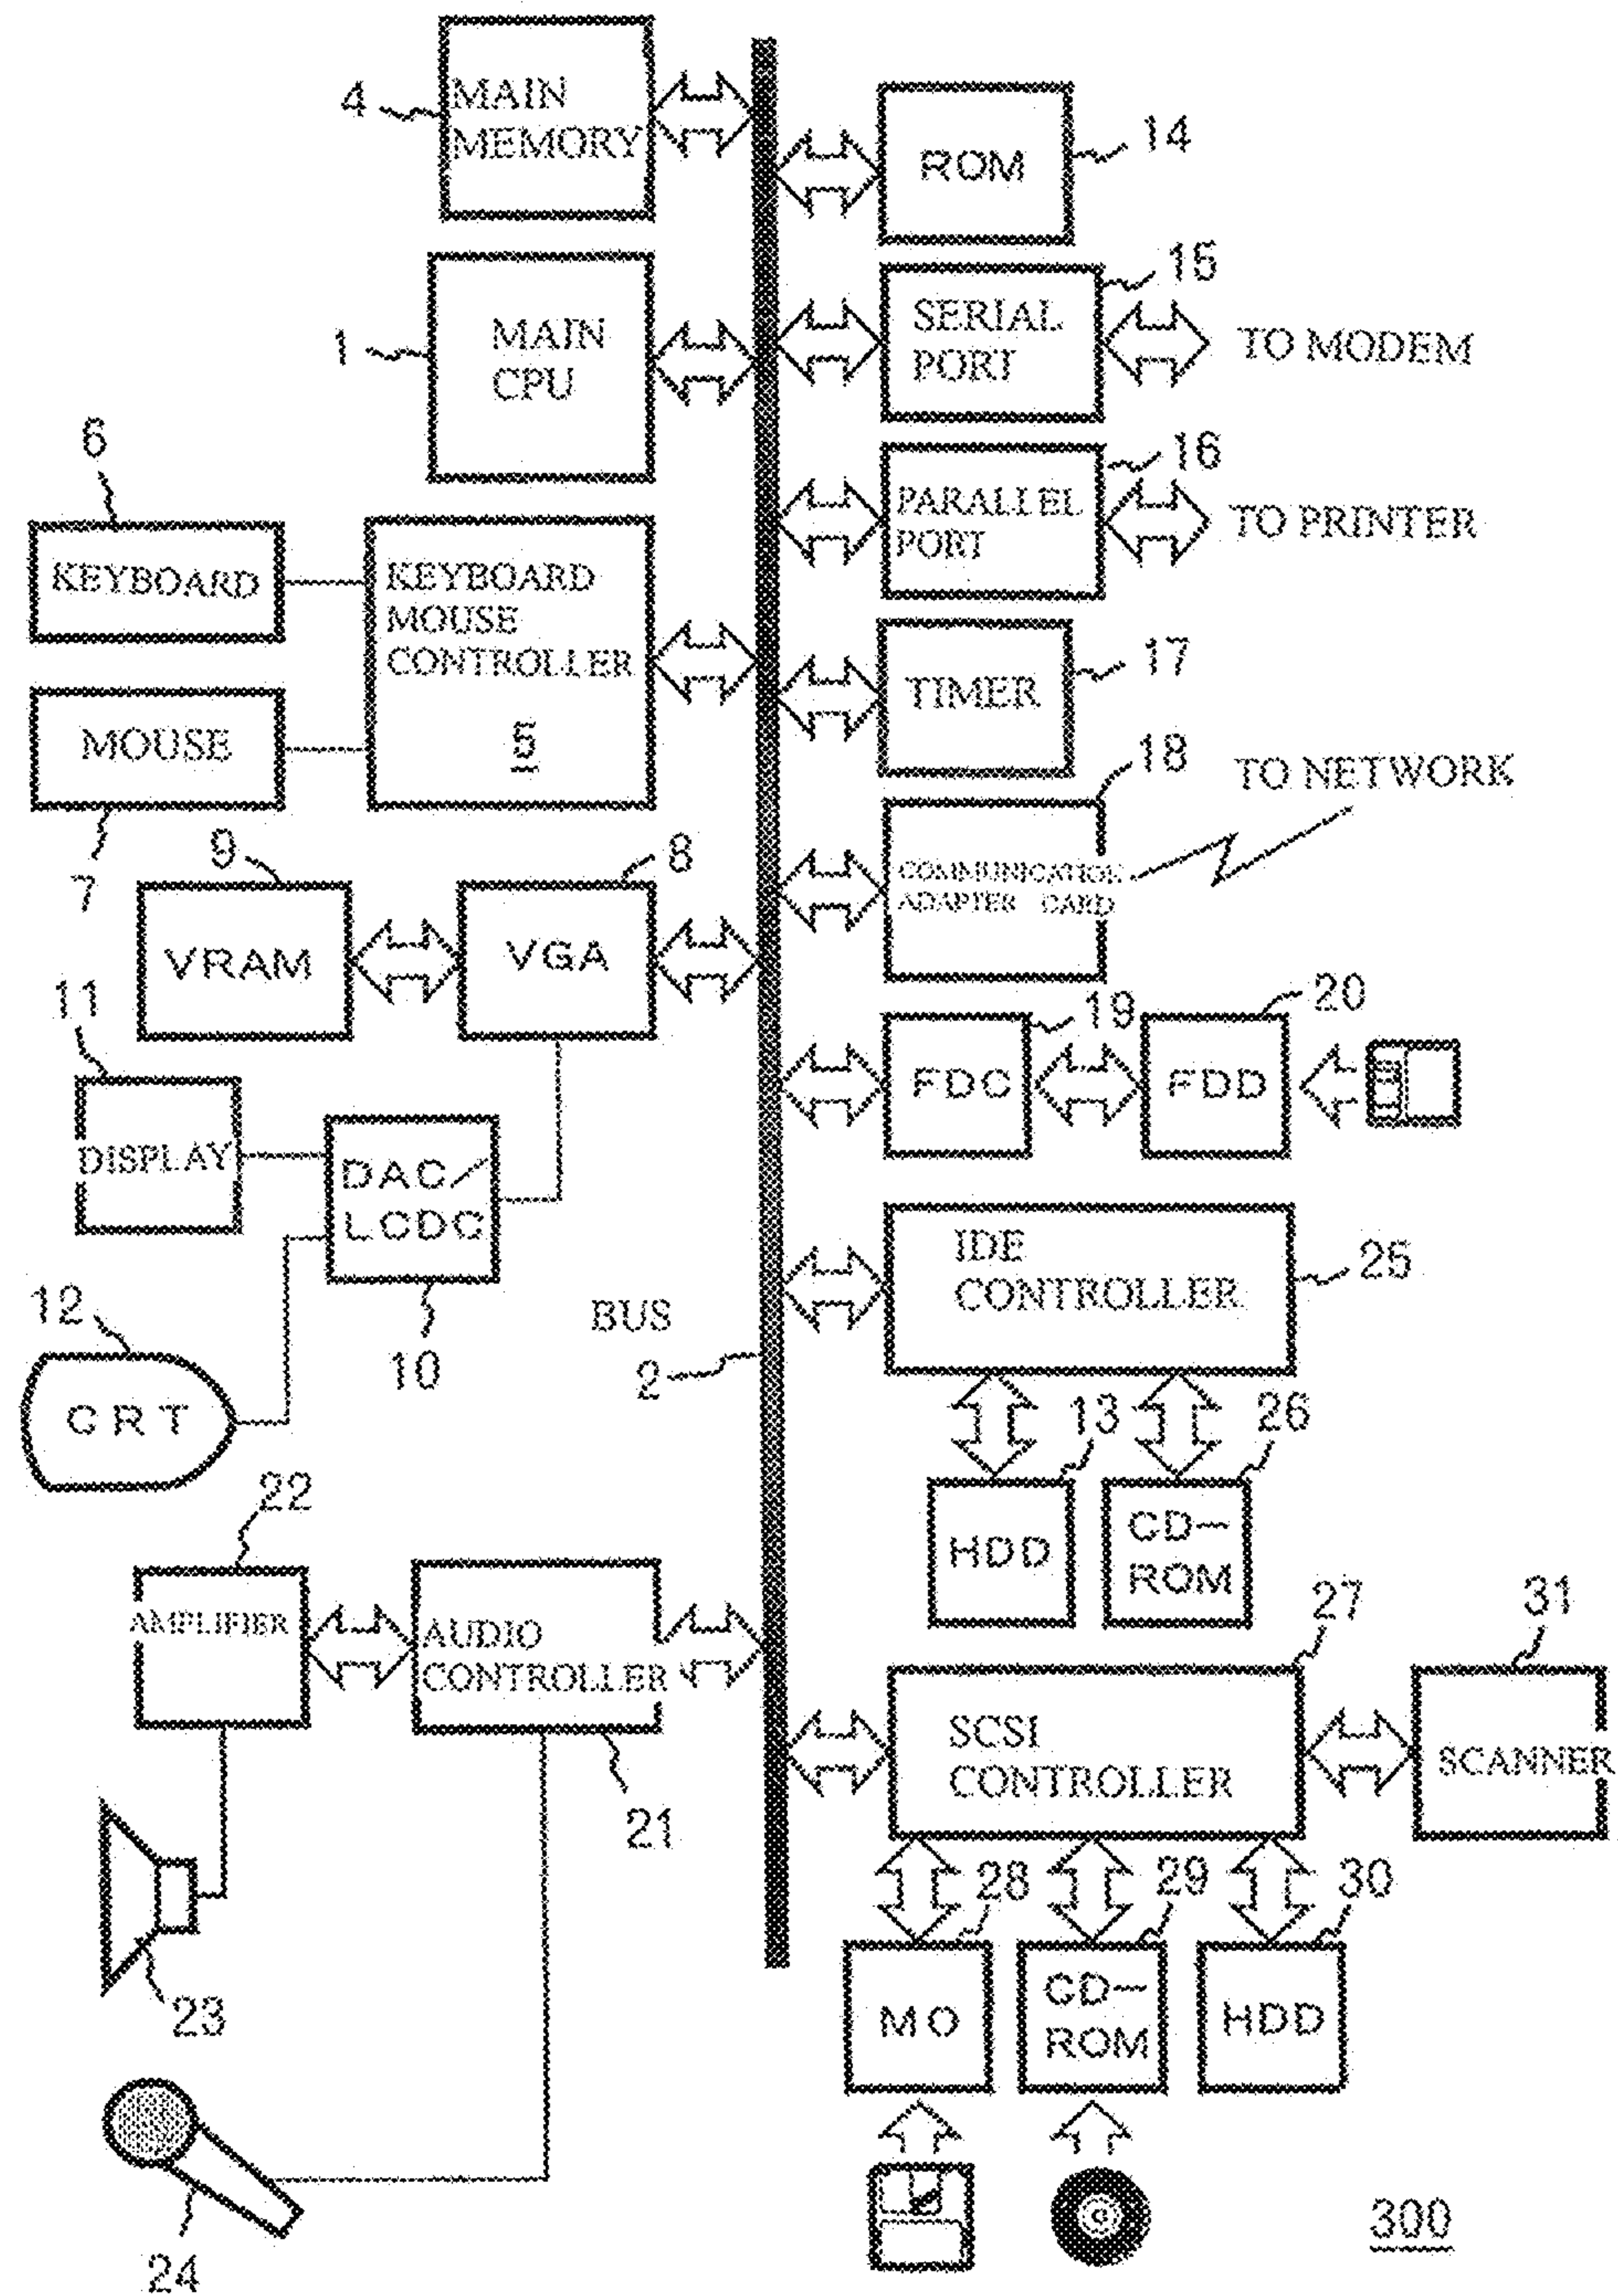 4
MAIN
MEMORY
ROM
14
1
MAIN
CPU
15
SERIAL
PORT
TO MODEM
16
PARALLEL
PORT
TO PRINTER
6
KEYBOARD
KEYBOARD
MOUSE
CONTROLLER
5
MOUSE
7
TIMER
17
18
TO NETWORK
COMMUNICATION
ADAPTER CARD
9
VRAM
8
VGA
11
DISPLAY
DAC/
LCDC
10
19
FDC
20
FDD
12
CRT
BUS
2
IDE
CONTROLLER
25
13
HDD
26
CD-
ROM
22
AMPLIFIER
AUDIO
CONTROLLER
21
27
SCSI
CONTROLLER
31
SCANNER
23
28
MO
29
CD-
ROM
30
HDD
24
300